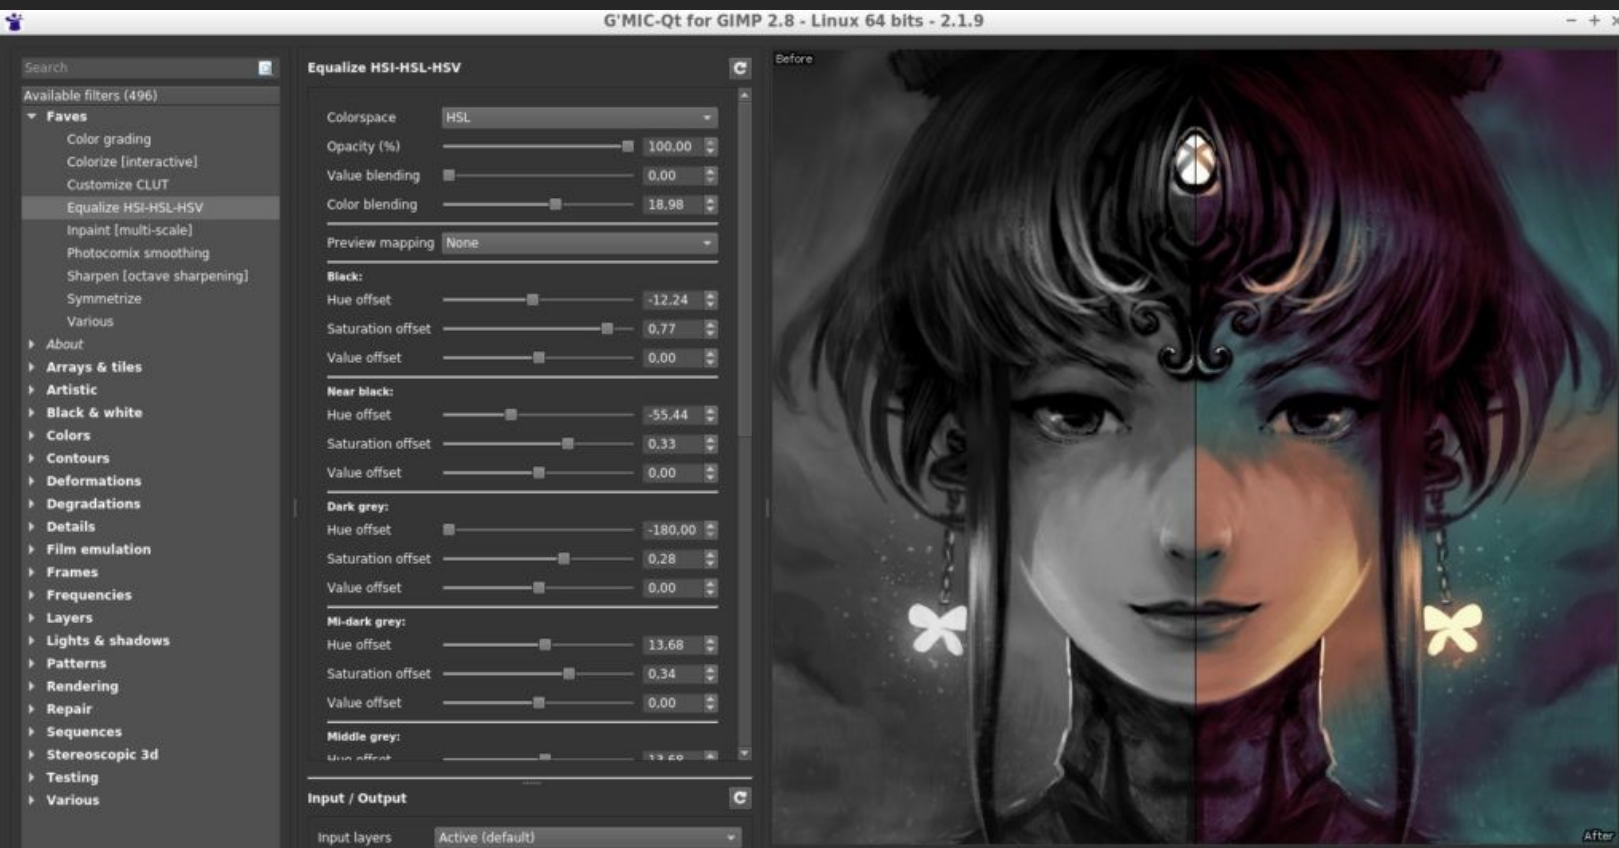 G'MIC-Qt for GIMP 2.8 - Linux 64 bits - 2.1.9
Search
Available filters (496)
Faves
Color grading
Colorize [interactive]
Customize CLUT
Equalize HSI-HSL-HSV
Inpaint [multi-scale]
Photocomix smoothing
Sharpen [octave sharpening]
Symmetrize
Various
About
Arrays & tiles
Artistic
Black & white
Colors
Contours
Deformations
Degradations
Details
Film emulation
Frames
Frequencies
Layers
Lights & shadows
Patterns
Rendering
Repair
Sequences
Stereoscopic 3d
Testing
Various
Equalize HSI-HSL-HSV
Colorspace HSL
Opacity (%) 100,00
Value blending 0,00
Color blending 18,98
Preview mapping None
Black:
Hue offset -12,24
Saturation offset 0,77
Value offset 0,00
Near black:
Hue offset -55,44
Saturation offset 0,33
Value offset 0,00
Dark grey:
Hue offset -180,00
Saturation offset 0,28
Value offset 0,00
Mi-dark grey:
Hue offset 13,68
Saturation offset 0,34
Value offset 0,00
Middle grey:
Hue offset 13,68
Input / Output
Input layers Active (default)
Before
After